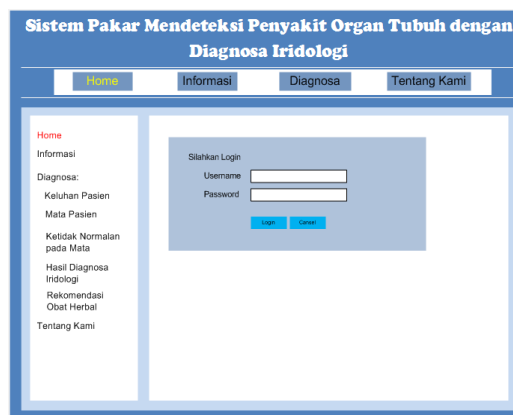 Sistem Pakar Mendeteksi Penyakit Organ Tubuh dengan
Diagnosa Iridologi
Home Informasi Diagnosa Tentang Kami
Home
Informasi
Diagnosa:
Keluhan Pasien
Mata Pasien
Ketidak Normalan
pada Mata
Hasil Diagnosa
Iridologi
Rekomendasi
Obat Herbal
Tentang Kami
Silahkan Login
Username
Password
Login Cancel